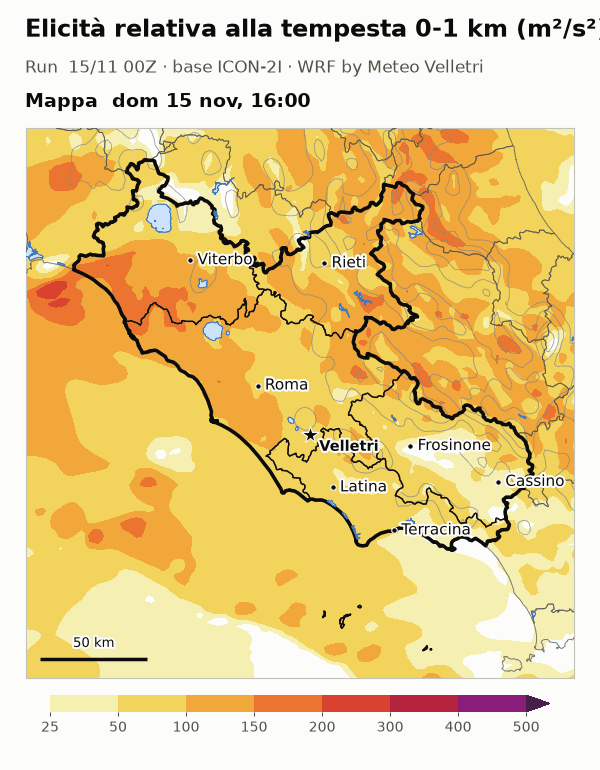 Elicità relativa alla tempesta 0-1 km (m²/s²)
Run 15/11 00Z · base ICON-2I · WRF by Meteo Velletri
Mappa dom 15 nov, 16:00
Viterbo
Rieti
Roma
Velletri
Frosinone
Latina
Cassino
Terracina
50 km
25 50 100 150 200 300 400 500